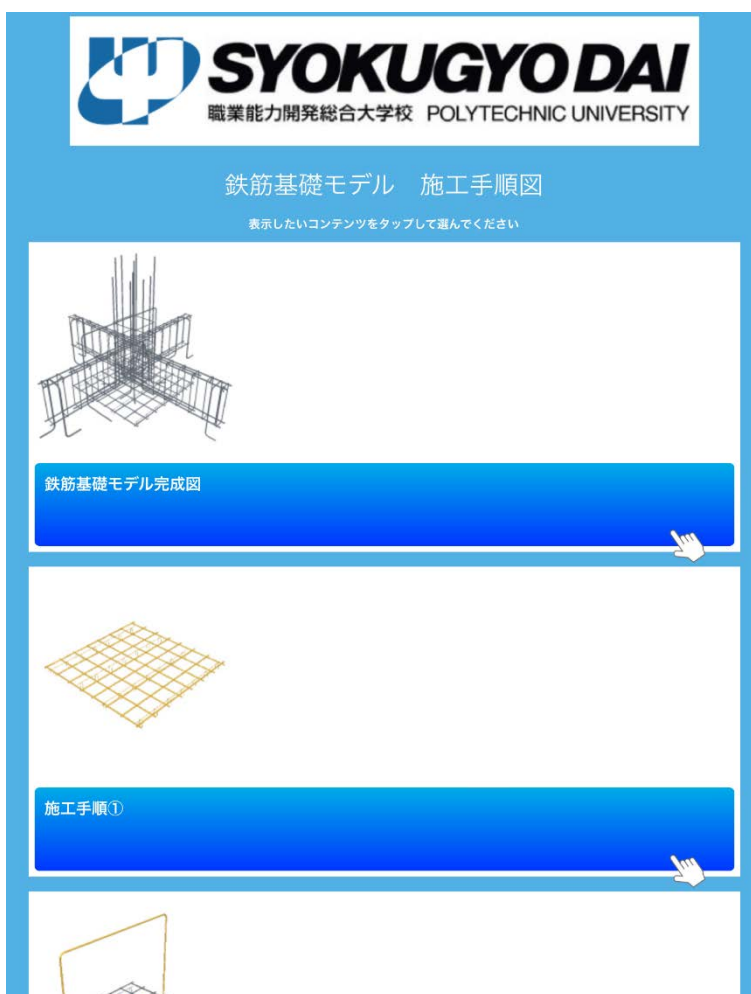 SYOKUGYO DAI
職業能力開発総合大学校 POLYTECHNIC UNIVERSITY
鉄筋基礎モデル　施工手順図
表示したいコンテンツをタップして選んでください
鉄筋基礎モデル完成図
施工手順①